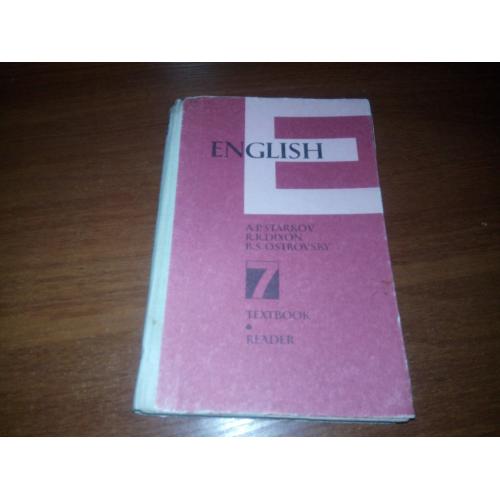 E
ENGLISH
A.P.STARKOV
R.R.DIXON
B.S.OSTROVSKY
7
TEXTBOOK
•
READER